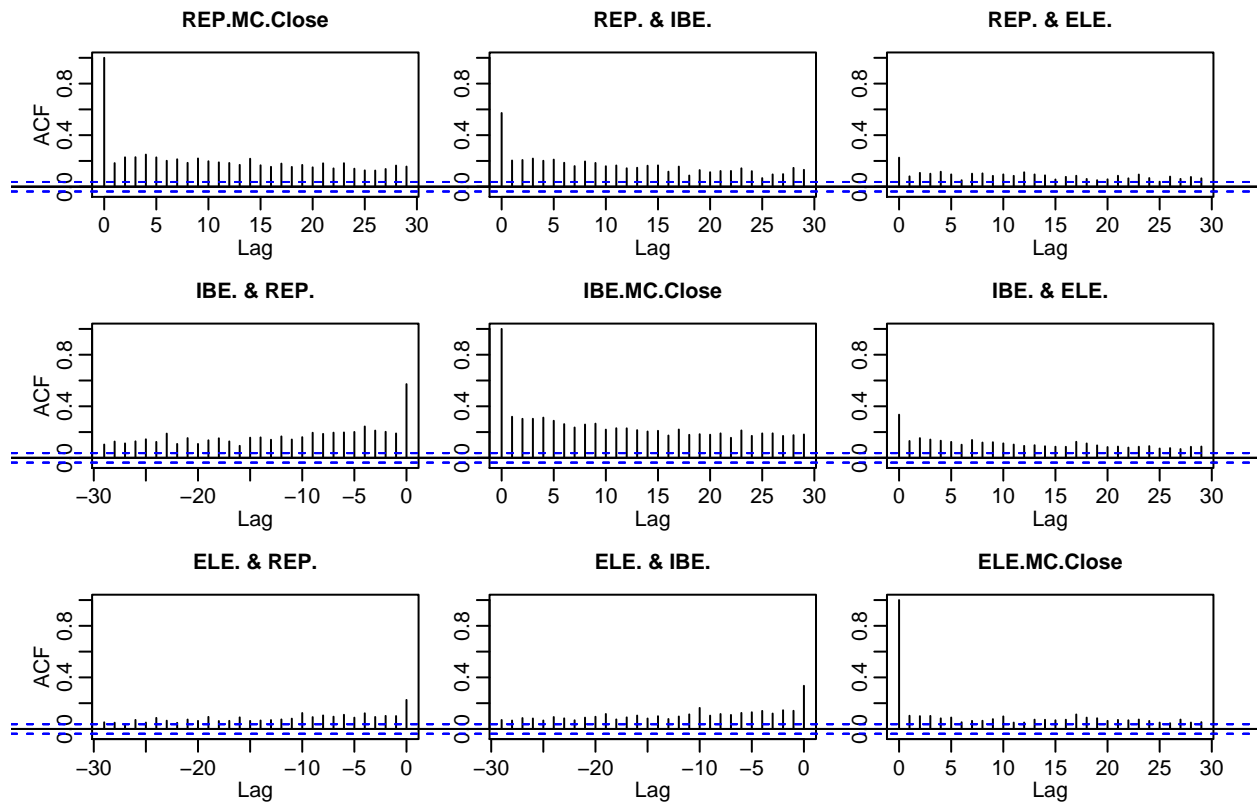 REP.MC.Close REP. & IBE. REP. & ELE.
ACF
0.0 0.4 0.8
0.0 0.4 0.8
0.0 0.4 0.8
0 5 10 15 20 25 30
0 5 10 15 20 25 30
0 5 10 15 20 25 30
Lag Lag Lag
IBE. & REP. IBE.MC.Close IBE. & ELE.
ACF
0.0 0.4 0.8
0.0 0.4 0.8
0.0 0.4 0.8
−30 −20 −10 −5 0
0 5 10 15 20 25 30
0 5 10 15 20 25 30
Lag Lag Lag
ELE. & REP. ELE. & IBE. ELE.MC.Close
ACF
0.0 0.4 0.8
0.0 0.4 0.8
0.0 0.4 0.8
−30 −20 −10 −5 0
−30 −20 −10 −5 0
0 5 10 15 20 25 30
Lag Lag Lag